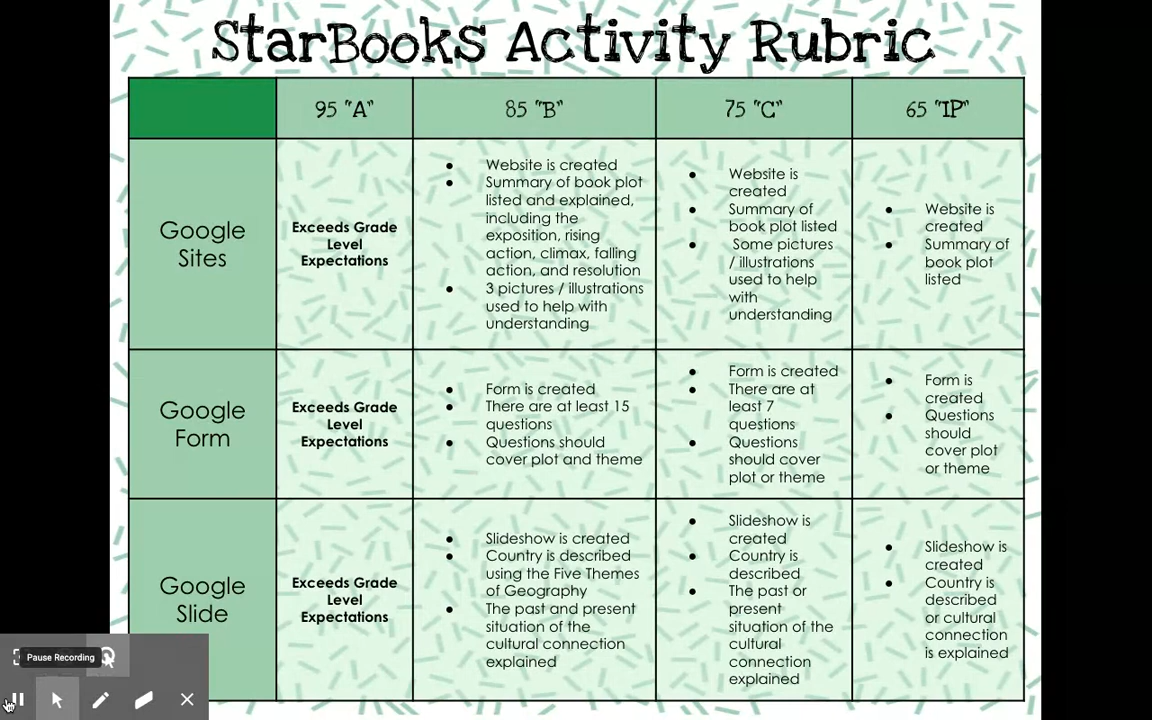 StarBooks Activity Rubric
95 "A"
85 "B"
75 "C"
65 "IP"
Google
Sites
Exceeds Grade
Level
Expectations
● Website is created
● Summary of book plot
listed and explained,
including the
exposition, rising
action, climax, falling
action, and resolution
● 3 pictures / illustrations
used to help with
understanding
● Website is
created
● Summary of
book plot listed
● Some pictures
/ illustrations
used to help
with
understanding
● Website is
created
● Summary of
book plot
listed
Google
Form
Exceeds Grade
Level
Expectations
● Form is created
● There are at least 15
questions
● Questions should
cover plot and theme
● Form is created
● There are at
least 7
questions
● Questions
should cover
plot or theme
● Form is
created
● Questions
should
cover plot
or theme
Google
Slide
Exceeds Grade
Level
Expectations
● Slideshow is created
● Country is described
using the Five Themes
of Geography
● The past and present
situation of the
cultural connection
explained
● Slideshow is
created
● Country is
described
● The past or
present
situation of the
cultural
connection
explained
● Slideshow is
created
● Country is
described
or cultural
connection
is explained
Pause Recording